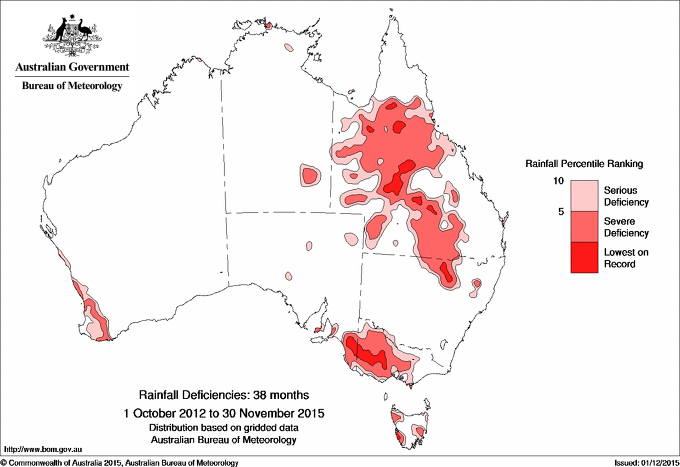 Australian Government
Bureau of Meteorology
Rainfall Percentile Ranking
10
Serious
Deficiency
5
Severe
Deficiency
Lowest on
Record
Rainfall Deficiencies: 38 months
1 October 2012 to 30 November 2015
Distribution based on gridded data
Australian Bureau of Meteorology
http://www.bom.gov.au
© Commonwealth of Australia 2015, Australian Bureau of Meteorology
Issued: 01/12/2015